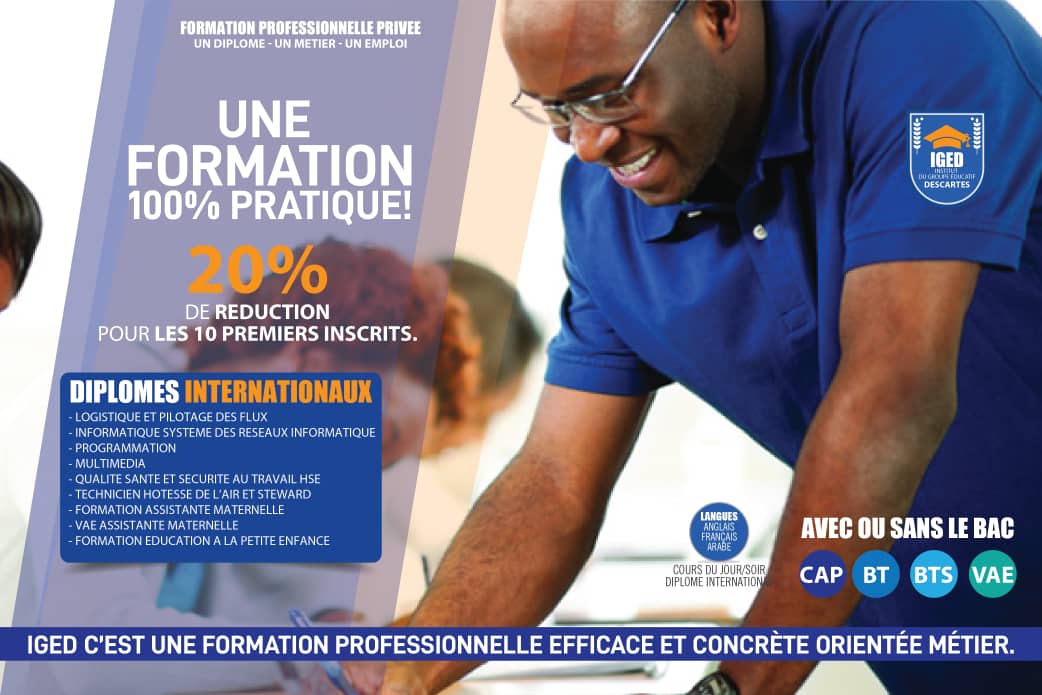 FORMATION PROFESSIONNELLE PRIVEE
UN DIPLOME - UN METIER - UN EMPLOI
UNE
FORMATION
100% PRATIQUE!
20%
DE REDUCTION
POUR LES 10 PREMIERS INSCRITS.
DIPLOMES INTERNATIONAUX
- LOGISTIQUE ET PILOTAGE DES FLUX
- INFORMATIQUE SYSTEME DES RESEAUX INFORMATIQUE
- PROGRAMMATION
- MULTIMEDIA
- QUALITE SANTE ET SECURITE AU TRAVAIL HSE
- TECHNICIEN HOTESSE DE L'AIR ET STEWARD
- FORMATION ASSISTANTE MATERNELLE
- VAE ASSISTANTE MATERNELLE
- FORMATION EDUCATION A LA PETITE ENFANCE
IGED
INSTITUT
DU GROUPE EDUCATIF
DESCARTES
LANGUES
ANGLAIS
FRANÇAIS
ARABE
COURS DU JOUR/SOIR
DIPLOME INTERNATION
AVEC OU SANS LE BAC
CAP BT BTS VAE
IGED C'EST UNE FORMATION PROFESSIONNELLE EFFICACE ET CONCRÈTE ORIENTÉE MÉTIER.